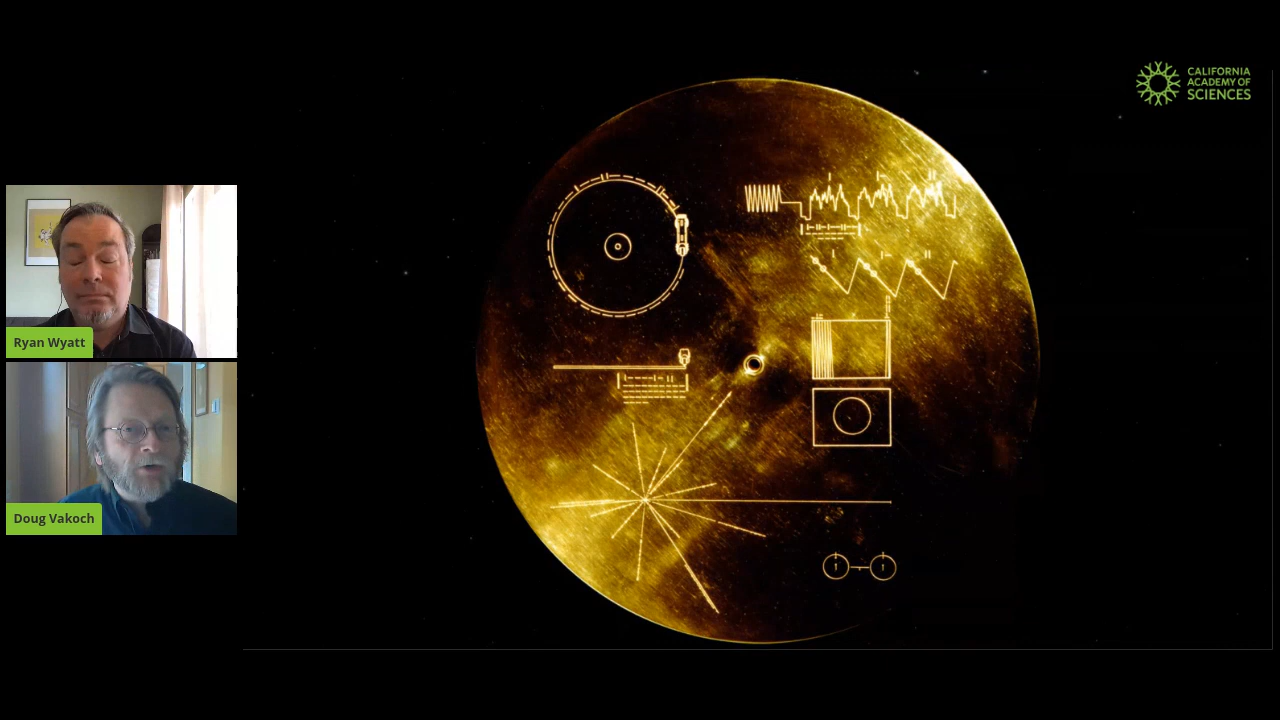 CALIFORNIA
ACADEMY OF
SCIENCES
Ryan Wyatt
Doug Vakoch